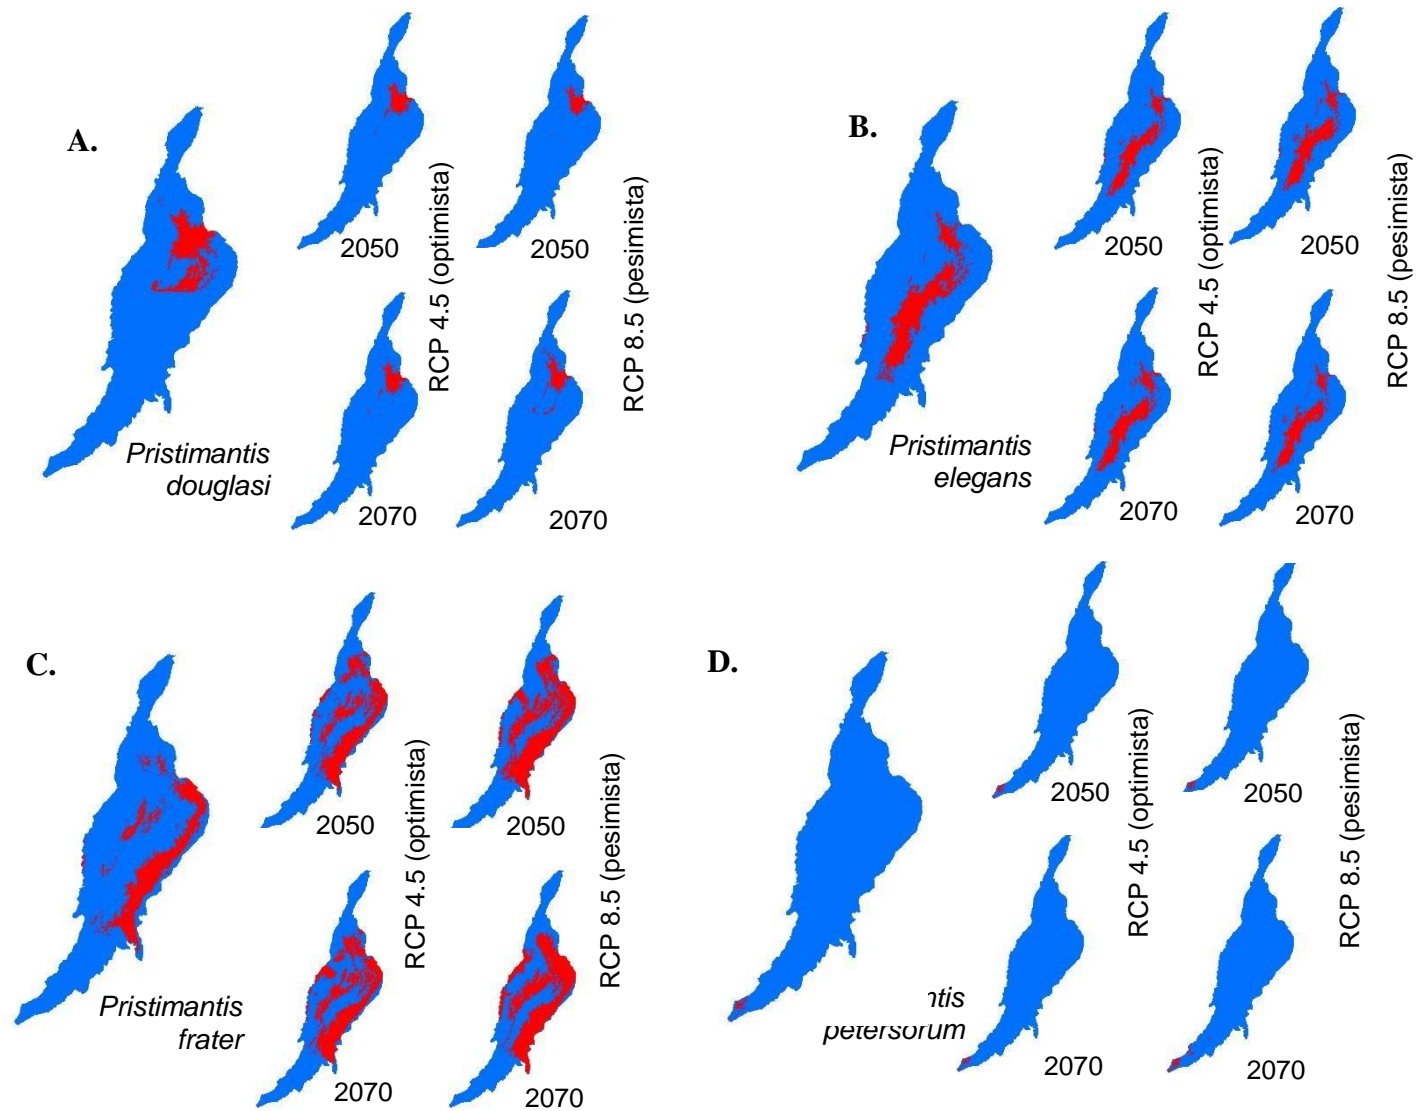 A.
2050
2050
RCP 4.5 (optimista)
RCP 8.5 (pesimista)
Pristimantis
douglasi
2070
2070
B.
2050
2050
RCP 4.5 (optimista)
RCP 8.5 (pesimista)
Pristimantis
elegans
2070
2070
C.
2050
2050
RCP 4.5 (optimista)
RCP 8.5 (pesimista)
Pristimantis
frater
2070
2070
D.
2050
2050
RCP 4.5 (optimista)
RCP 8.5 (pesimista)
petersorum
2070
2070